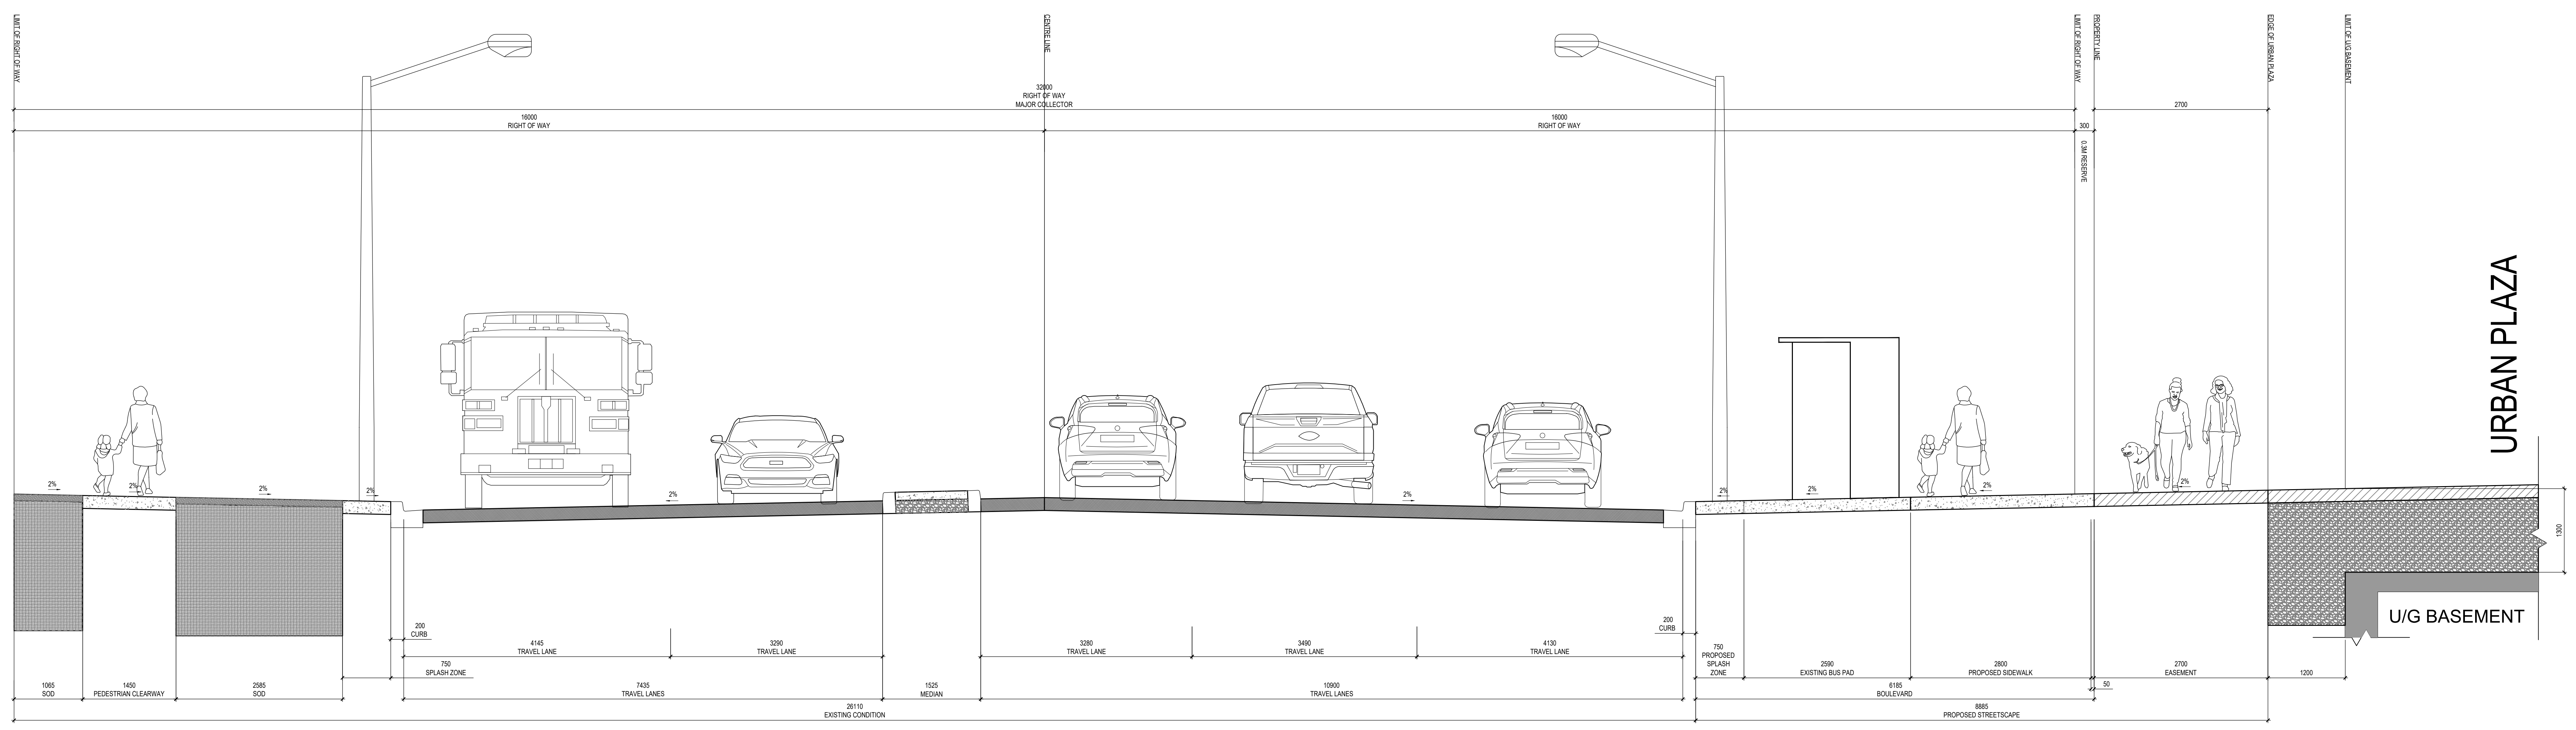 LIMIT OF RIGHT OF WAY
CENTRE LINE
LIMIT OF RIGHT OF WAY
PROPERTY LINE
EDGE OF URBAN PLAZA
LIMIT OF U/G BASEMENT
32000
RIGHT OF WAY
MAJOR COLLECTOR
2700
16000
RIGHT OF WAY
16000
RIGHT OF WAY
300
0.3M RESERVE
URBAN PLAZA
2%
2%
2%
2%
2%
2%
2%
2%
2%
2%
1300
U/G BASEMENT
200
CURB
4145
TRAVEL LANE
3290
TRAVEL LANE
3280
TRAVEL LANE
3490
TRAVEL LANE
4130
TRAVEL LANE
200
CURB
750
SPLASH ZONE
750
PROPOSED
SPLASH
ZONE
2590
EXISTING BUS PAD
2800
PROPOSED SIDEWALK
2700
EASEMENT
1200
1065
SOD
1450
PEDESTRIAN CLEARWAY
2585
SOD
7435
TRAVEL LANES
1525
MEDIAN
10900
TRAVEL LANES
6185
BOULEVARD
50
26110
EXISTING CONDITION
8885
PROPOSED STREETSCAPE